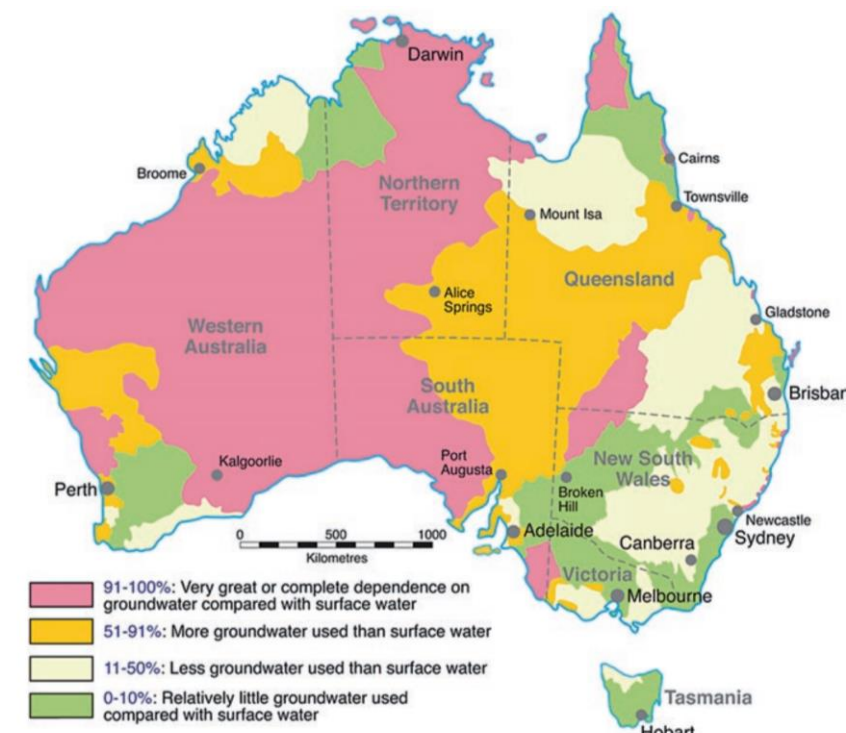 Darwin
Cairns
Broome
Northern
Territory
Townsville
Mount Isa
Queensland
Alice
Springs
Gladstone
Western
Australia
South
Australia
Brisban
Kalgoorlie
Port
Augusta
New South
Wales
Perth
Broken
Hill
Newcastle
0 500 1000
Kilometres
Adelaide
Canberra
Sydney
Victoria
Melbourne
91-100%: Very great or complete dependence on
groundwater compared with surface water
51-91%: More groundwater used than surface water
11-50%: Less groundwater used than surface water
0-10%: Relatively little groundwater used
compared with surface water
Tasmania
Hobart